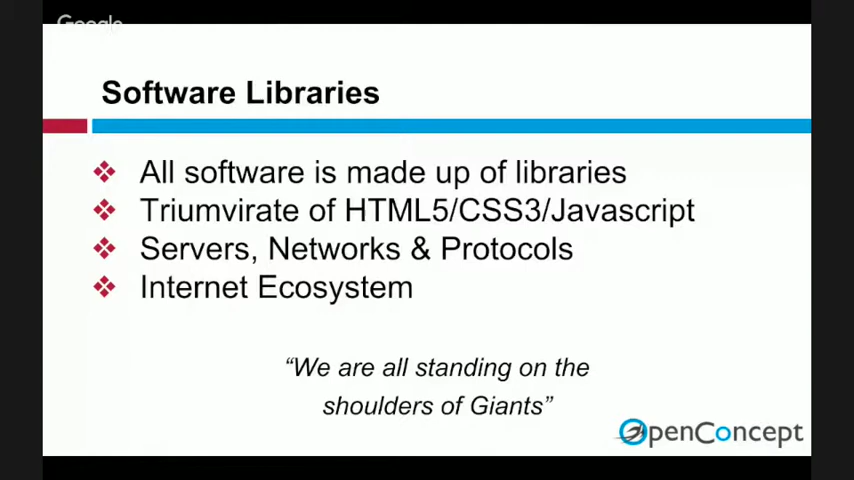 Google
Software Libraries
All software is made up of libraries
Triumvirate of HTML5/CSS3/Javascript
Servers, Networks & Protocols
Internet Ecosystem
“We are all standing on the
shoulders of Giants”
OpenConcept